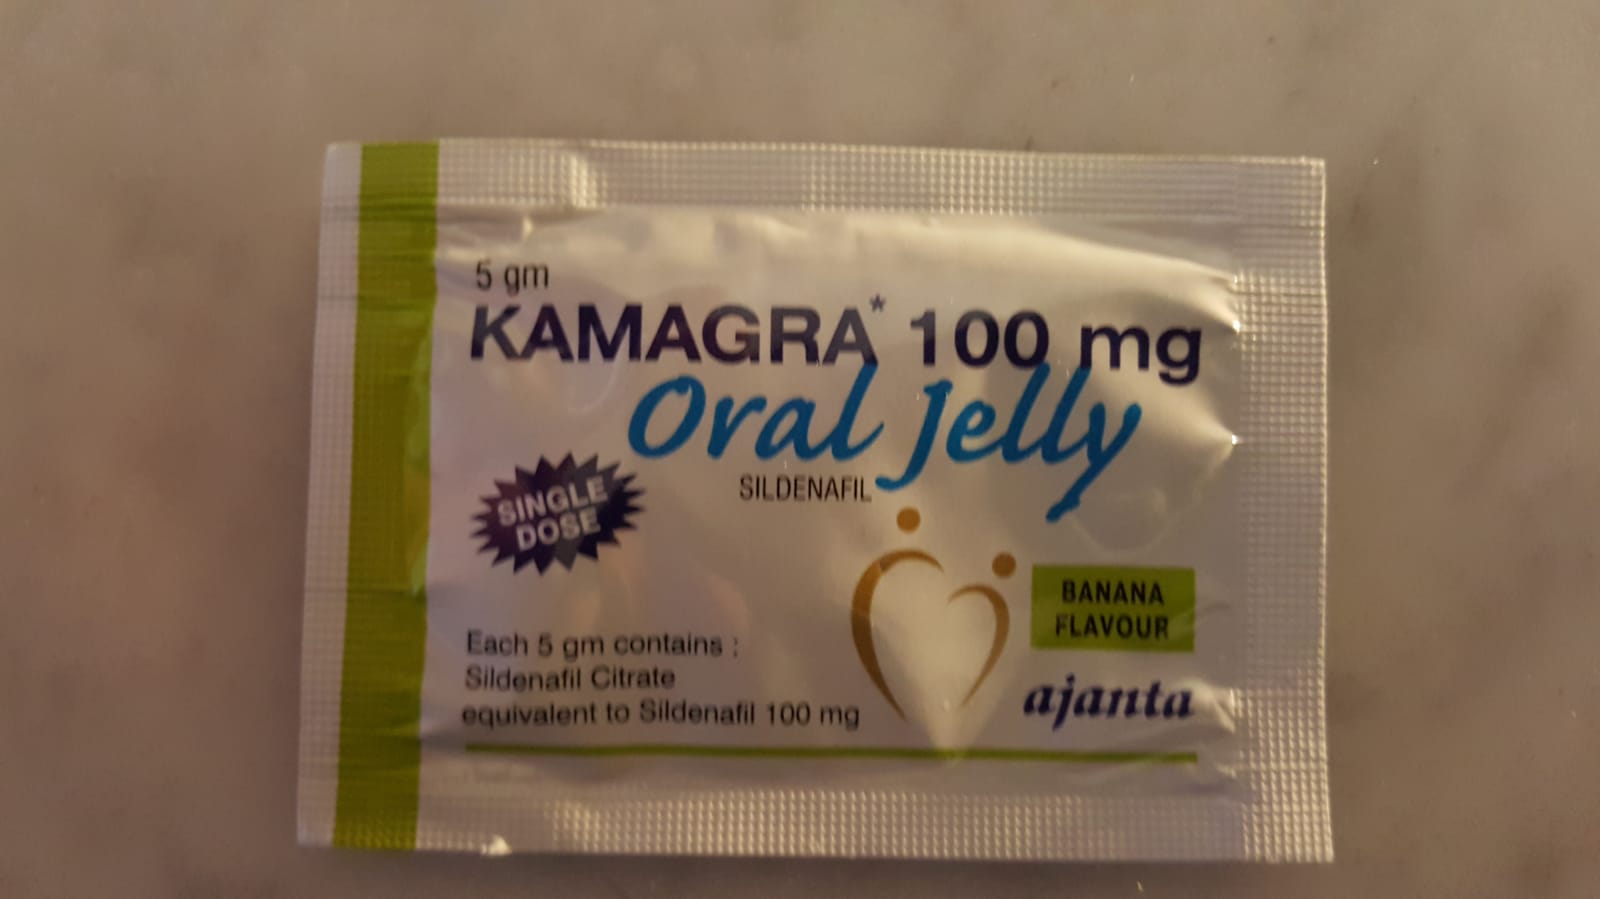 5 gm
KAMAGRA* 100 mg
Oral Jelly
SILDENAFIL
SINGLE
DOSE
BANANA
FLAVOUR
Each 5 gm contains :
Sildenafil Citrate
equivalent to Sildenafil 100 mg
ajanta